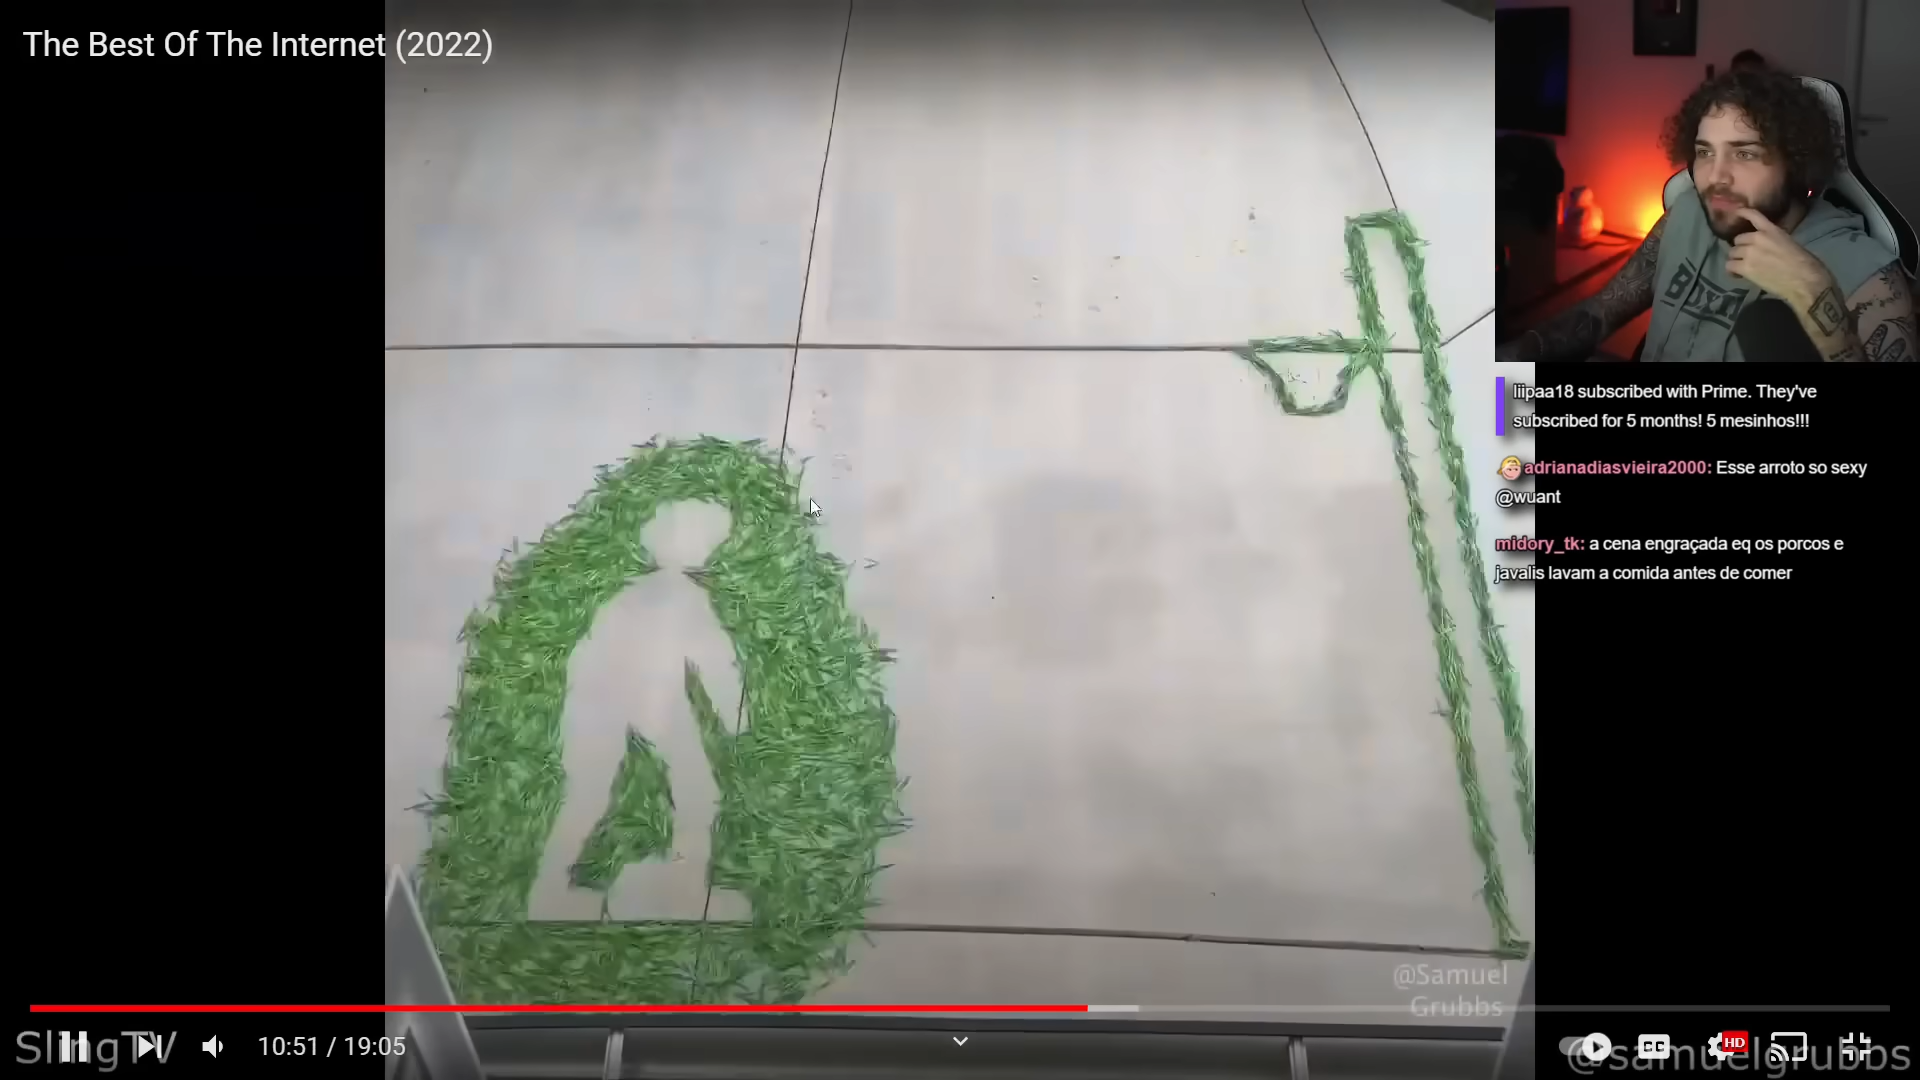 The Best Of The Internet (2022)
liipaa18 subscribed with Prime. They've
subscribed for 5 months! 5 mesinhos!!!
adrianadiasvieira2000: Esse arroto so sexy
@wuant
midory_tk: a cena engraçada eq os porcos e
javalis lavam a comida antes de comer
@Samuel
Grubbs
SlingTV
10:51 / 19:05
CC
HD
@samuelgrubbs